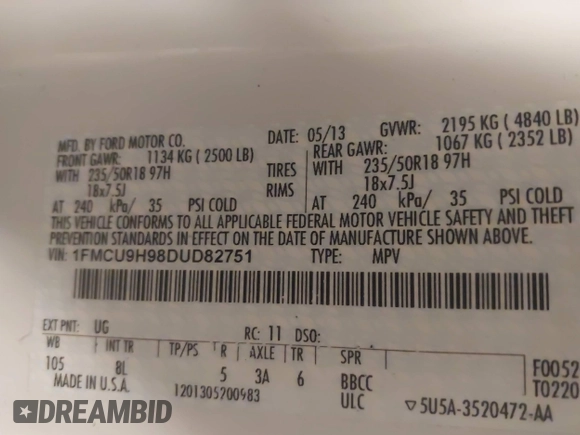 MFD. BY FORD MOTOR CO.
DATE: 05/13 GVWR: 2195 KG ( 4840 LB)
FRONT GAWR: 1134 KG ( 2500 LB) REAR GAWR: 1067 KG ( 2352 LB)
WITH 235/50R18 97H TIRES WITH 235/50R18 97H
18x7.5J RIMS 18x7.5J
AT 240 kPa/ 35 PSI COLD AT 240 kPa/ 35 PSI COLD
THIS VEHICLE CONFORMS TO ALL APPLICABLE FEDERAL MOTOR VEHICLE SAFETY AND THEFT
PREVENTION STANDARDS IN EFFECT ON THE DATE OF MANUFACTURE SHOWN ABOVE.
VIN: 1FMCU9H98DUD82751 TYPE: MPV
EXT PNT: UG RC: 11 DSO:
WB INT TR TP/PS R AXLE TR SPR
105 8L 5 3A 6 BBCC
MADE IN U.S.A. 1201305200983 ULC
F0052
T0220
▽5U5A-3520472-AA
DREAMBID